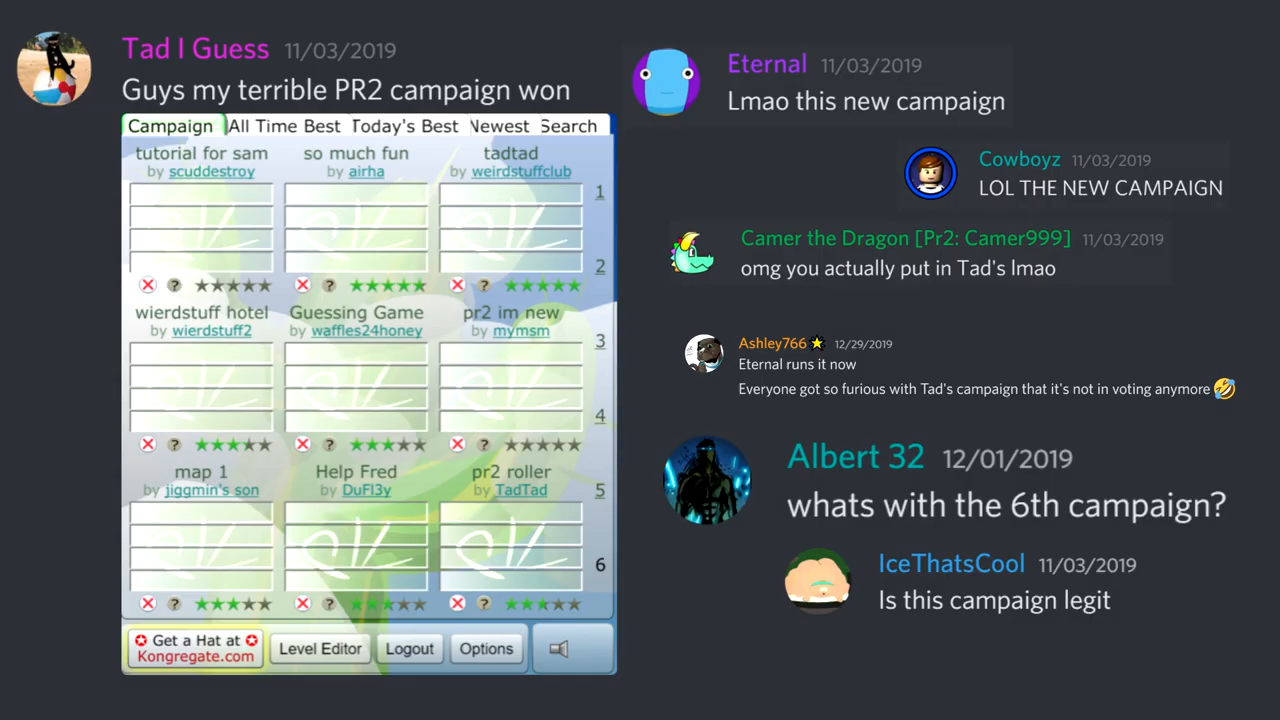 Tad I Guess 11/03/2019
Guys my terrible PR2 campaign won
Campaign All Time Best Today's Best Newest Search
tutorial for sam
by scuddestroy
so much fun
by airha
tadtad
by weirdstuffclub
1
2
? ? ?
wierdstuff hotel
by wierdstuff2
Guessing Game
by waffles24honey
pr2 im new
by mymsm
3
4
? ? ?
map 1
by jiggmin's son
Help Fred
by DuFl3y
pr2 roller
by TadTad
5
6
? ? ?
Get a Hat at
Kongregate.com
Level Editor
Logout
Options
Eternal 11/03/2019
Lmao this new campaign
Cowboyz 11/03/2019
LOL THE NEW CAMPAIGN
Camer the Dragon [Pr2: Camer999] 11/03/2019
omg you actually put in Tad's lmao
Ashley766 12/29/2019
Eternal runs it now
Everyone got so furious with Tad's campaign that it's not in voting anymore
Albert 32 12/01/2019
whats with the 6th campaign?
IceThatsCool 11/03/2019
Is this campaign legit